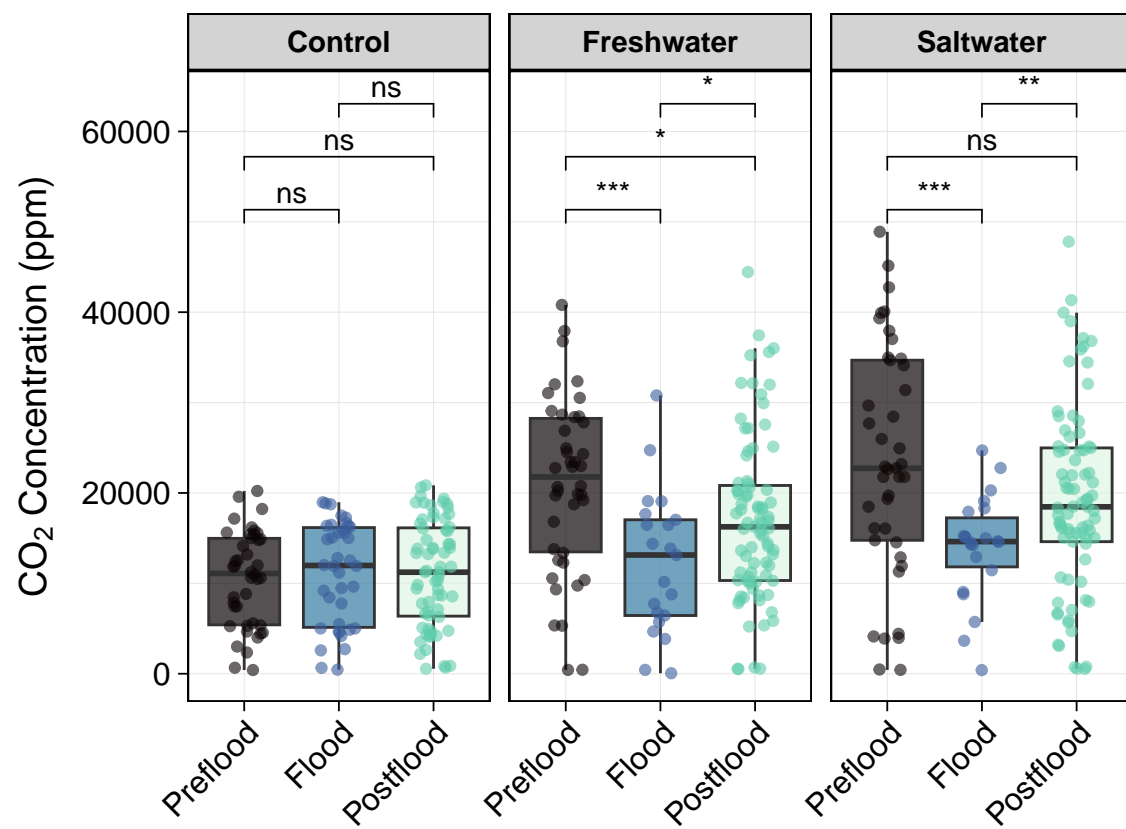 Control Freshwater Saltwater
ns * **
ns * ns
ns *** ***
CO₂ Concentration (ppm)
60000
40000
20000
0
Preflood Flood Postflood Preflood Flood Postflood Preflood Flood Postflood